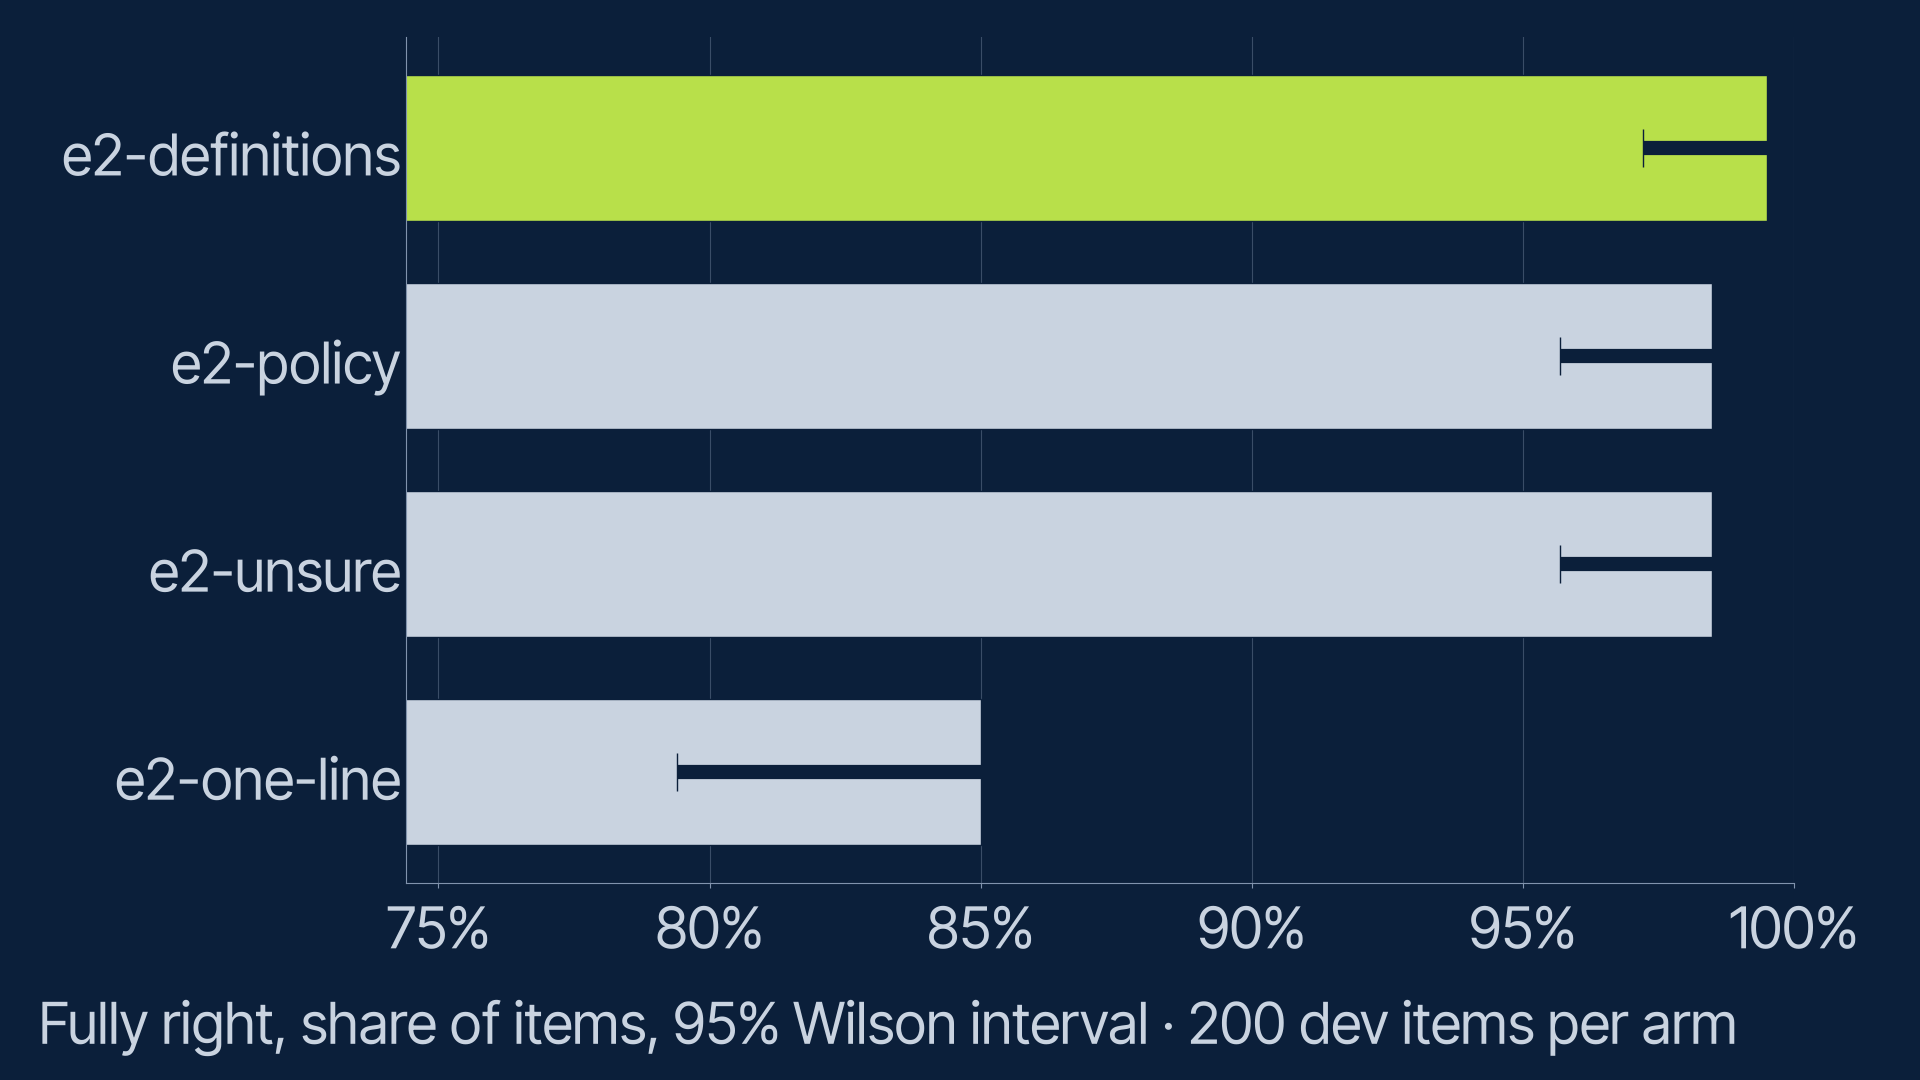 e2-definitions
e2-policy
e2-unsure
e2-one-line
75% 80% 85% 90% 95% 100%
Fully right, share of items, 95% Wilson interval · 200 dev items per arm